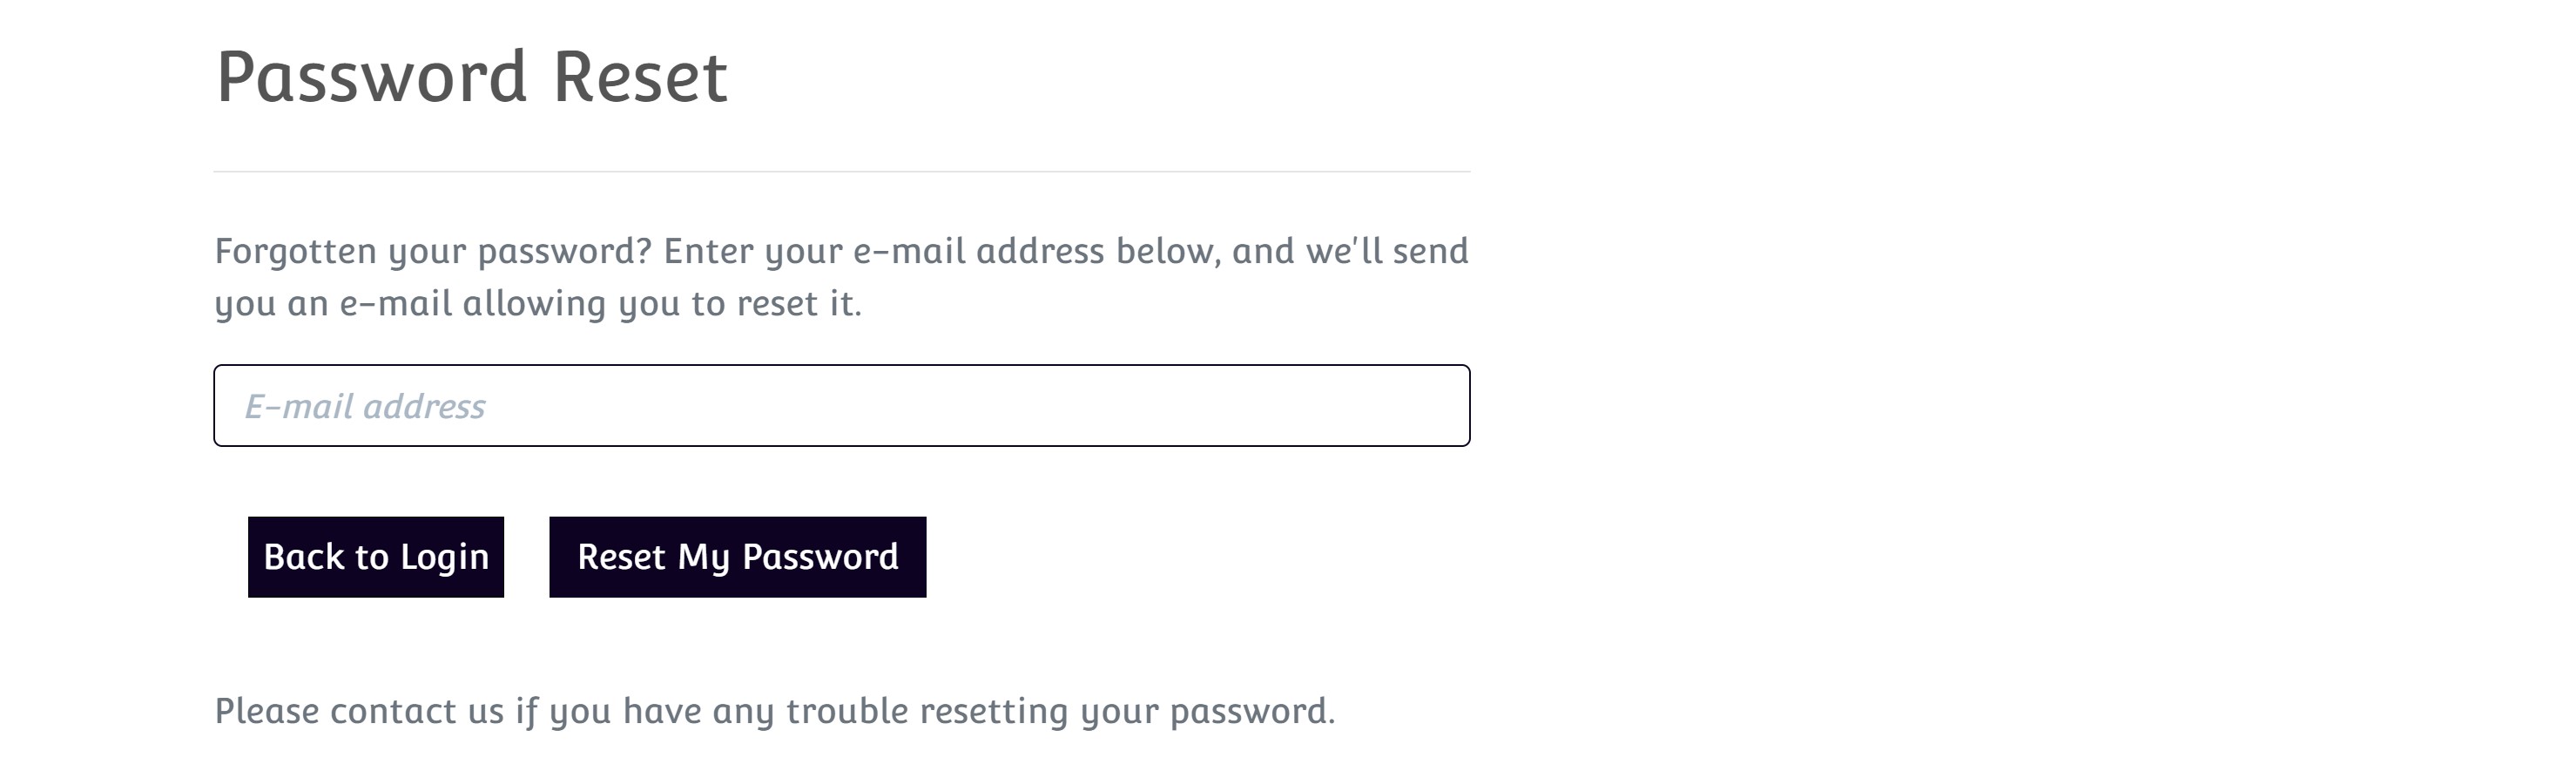 Password Reset
Forgotten your password? Enter your e-mail address below, and we'll send
you an e-mail allowing you to reset it.
E-mail address
Back to Login
Reset My Password
Please contact us if you have any trouble resetting your password.